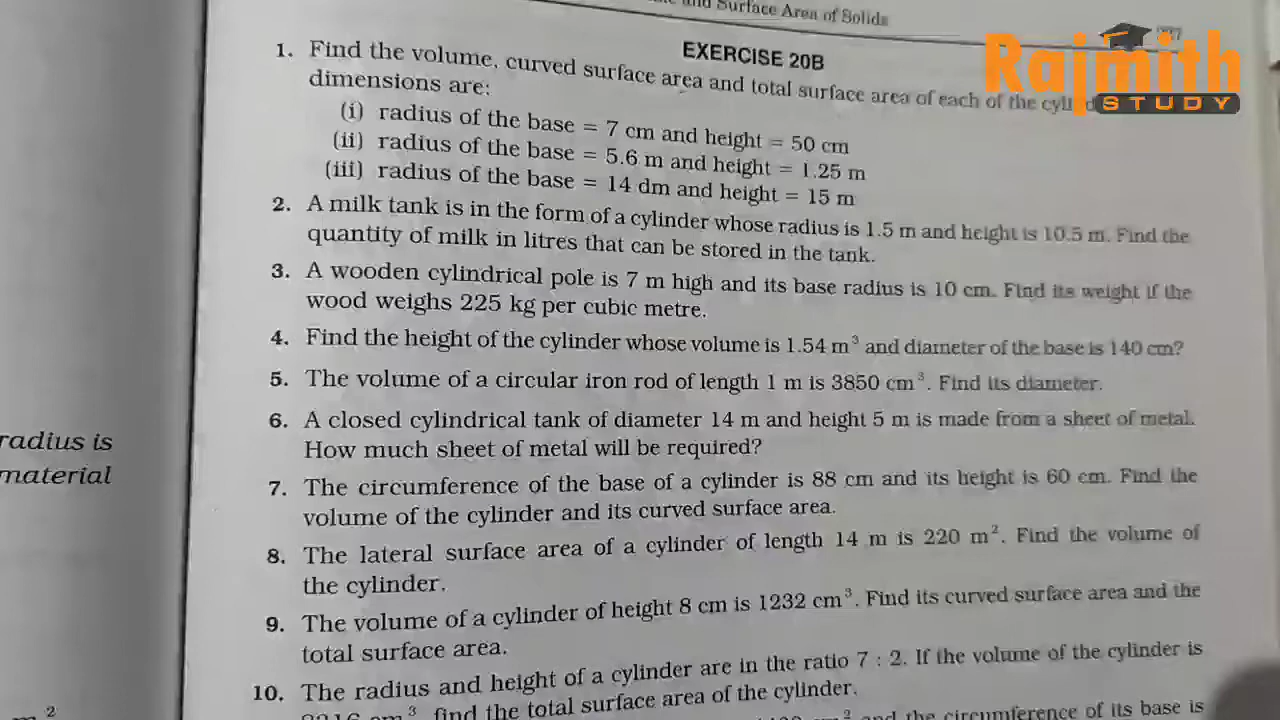 and Surface Area of Solids
Rajmith
STUDY
EXERCISE 20B
1. Find the volume, curved surface area and total surface area of each of the
dimensions are:
(i) radius of the base = 7 cm and height = 50 cm
(ii) radius of the base = 5.6 m and height = 1.25 m
(iii) radius of the base = 14 dm and height = 15 m
2. A milk tank is in the form of a cylinder whose radius is 1.5 m and height is 10.5 m. Find the
quantity of milk in litres that can be stored in the tank.
3. A wooden cylindrical pole is 7 m high and its base radius is 10 cm. Find its weight if the
wood weighs 225 kg per cubic metre.
4. Find the height of the cylinder whose volume is 1.54 m³ and diameter of the base is 140 cm?
5. The volume of a circular iron rod of length 1 m is 3850 cm³. Find its diameter.
6. A closed cylindrical tank of diameter 14 m and height 5 m is made from a sheet of metal.
How much sheet of metal will be required?
7. The circumference of the base of a cylinder is 88 cm and its height is 60 cm. Find the
volume of the cylinder and its curved surface area.
8. The lateral surface area of a cylinder of length 14 m is 220 m². Find the volume of
the cylinder.
9. The volume of a cylinder of height 8 cm is 1232 cm³. Find its curved surface area and the
total surface area.
10. The radius and height of a cylinder are in the ratio 7 : 2. If the volume of the cylinder is
find the total surface area of the cylinder.
and the circumference of its base is
radius is
material